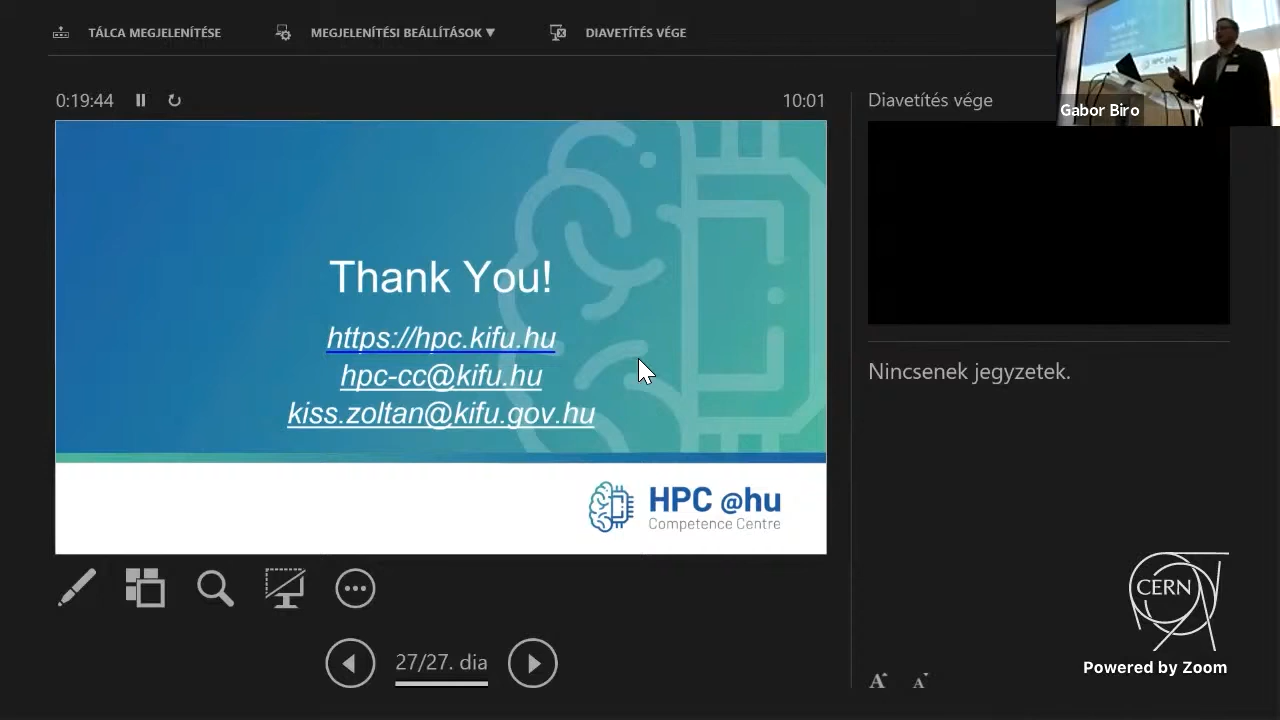 TÁLCA MEGJELENÍTÉSE
MEGJELENÍTÉSI BEÁLLÍTÁSOK ▼
DIAVETÍTÉS VÉGE
0:19:44
10:01
Diavetítés vége
Gabor Biro
Thank You!
https://hpc.kifu.hu
hpc-cc@kifu.hu
kiss.zoltan@kifu.gov.hu
HPC @hu
Competence Centre
Nincsenek jegyzetek.
27/27. dia
CERN
Powered by Zoom
A A